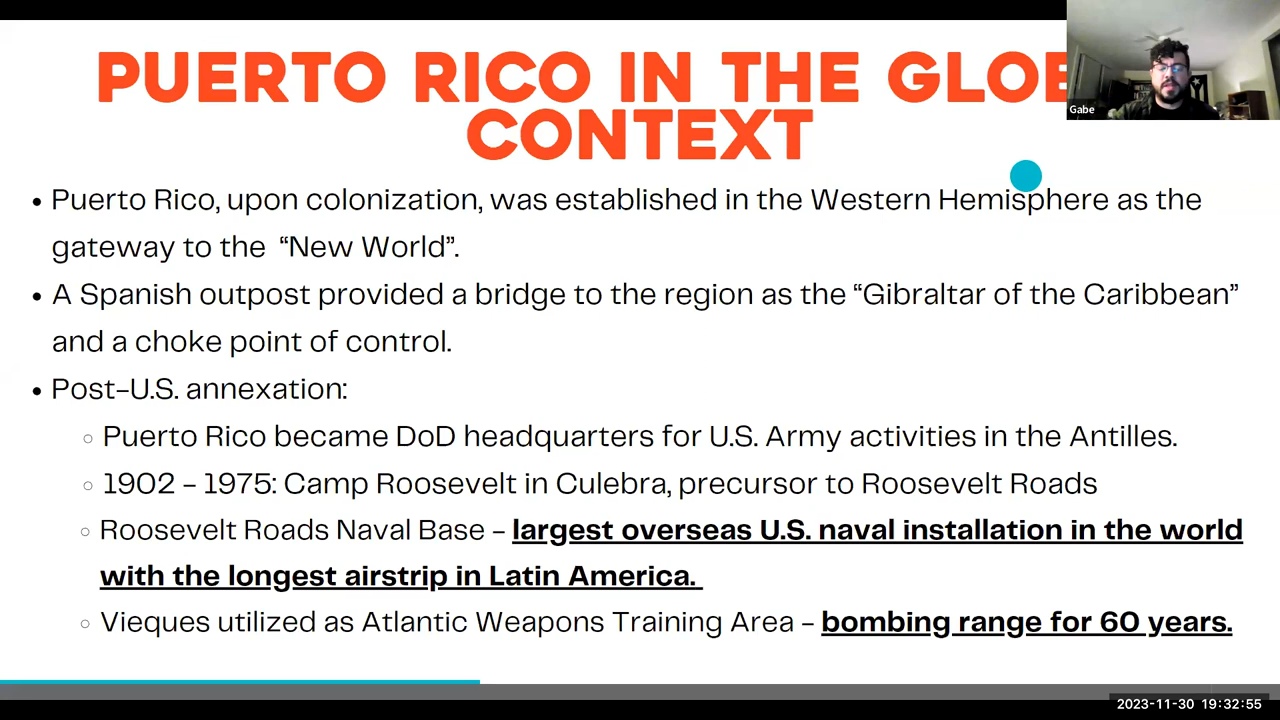 PUERTO RICO IN THE GLOB
CONTEXT
Gabe
• Puerto Rico, upon colonization, was established in the Western Hemisphere as the
gateway to the “New World”.
• A Spanish outpost provided a bridge to the region as the “Gibraltar of the Caribbean”
and a choke point of control.
• Post-U.S. annexation:
◦ Puerto Rico became DoD headquarters for U.S. Army activities in the Antilles.
◦ 1902 - 1975: Camp Roosevelt in Culebra, precursor to Roosevelt Roads
◦ Roosevelt Roads Naval Base - largest overseas U.S. naval installation in the world
with the longest airstrip in Latin America.
◦ Vieques utilized as Atlantic Weapons Training Area - bombing range for 60 years.
2023-11-30 19:32:55